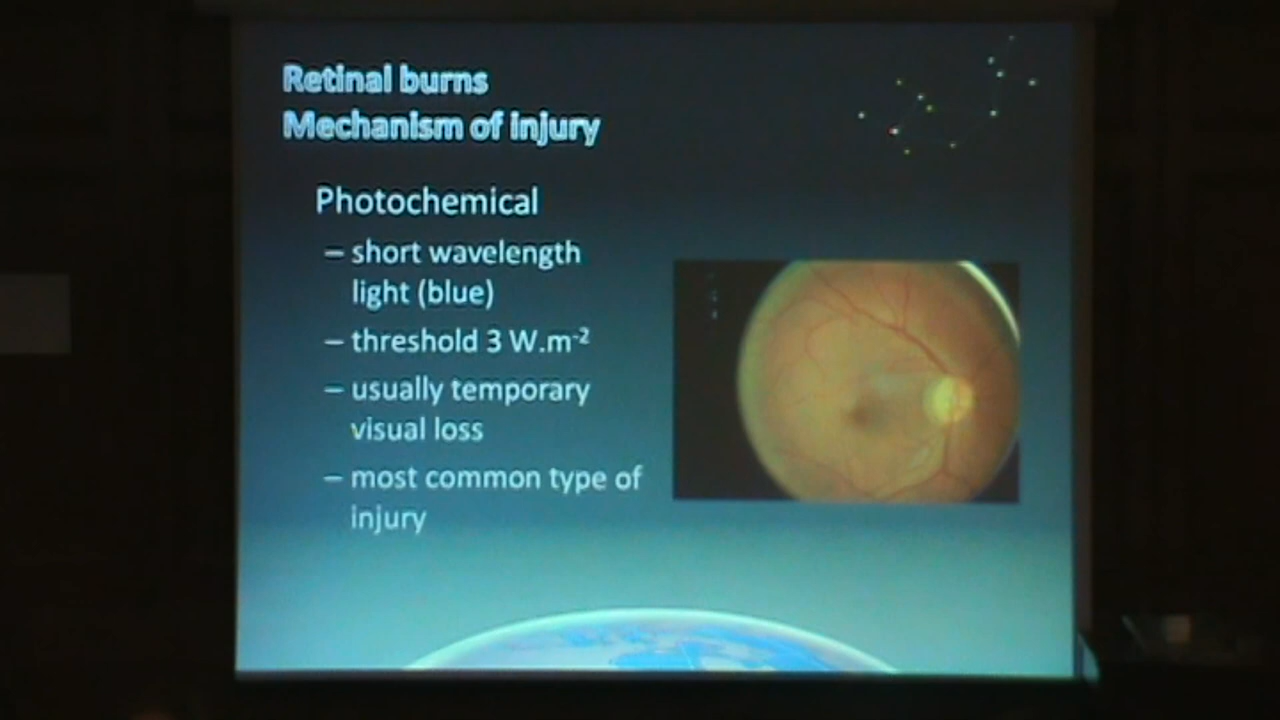 Retinal burns
Mechanism of injury
Photochemical
– short wavelength
light (blue)
– threshold 3 W.m-2
– usually temporary
visual loss
– most common type of
injury